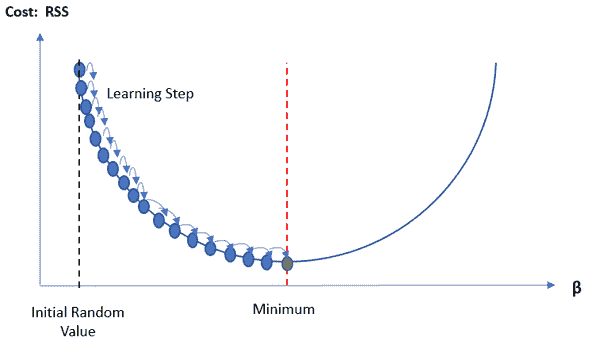 Cost: RSS
Learning Step
β
Initial Random
Value
Minimum